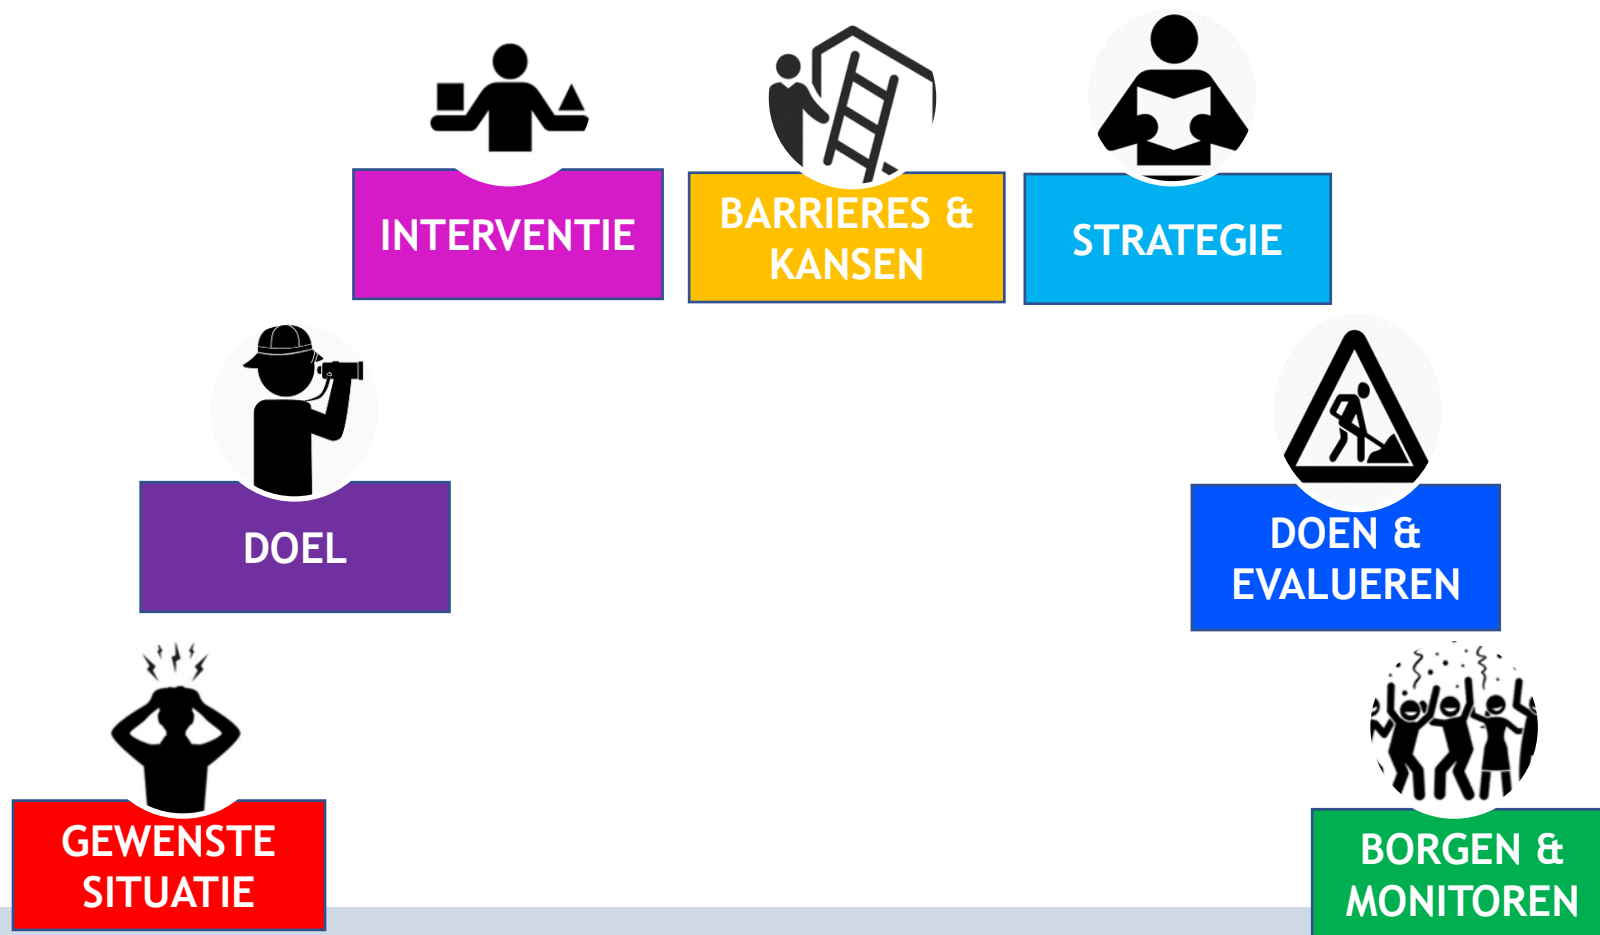 INTERVENTIE
BARRIERES &
KANSEN
STRATEGIE
DOEL
DOEN &
EVALUEREN
GEWENSTE
SITUATIE
BORGEN &
MONITOREN